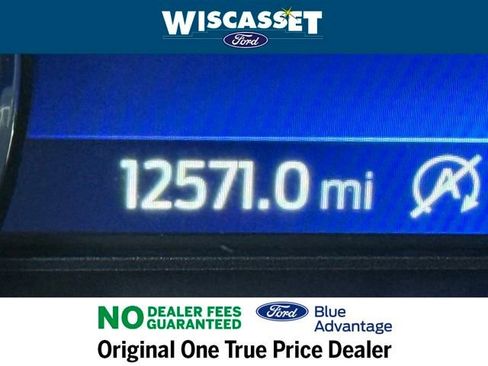 WISCASSET
Ford
12571.0 mi A
NO DEALER FEES
GUARANTEED
Ford Blue
Advantage
Original One True Price Dealer